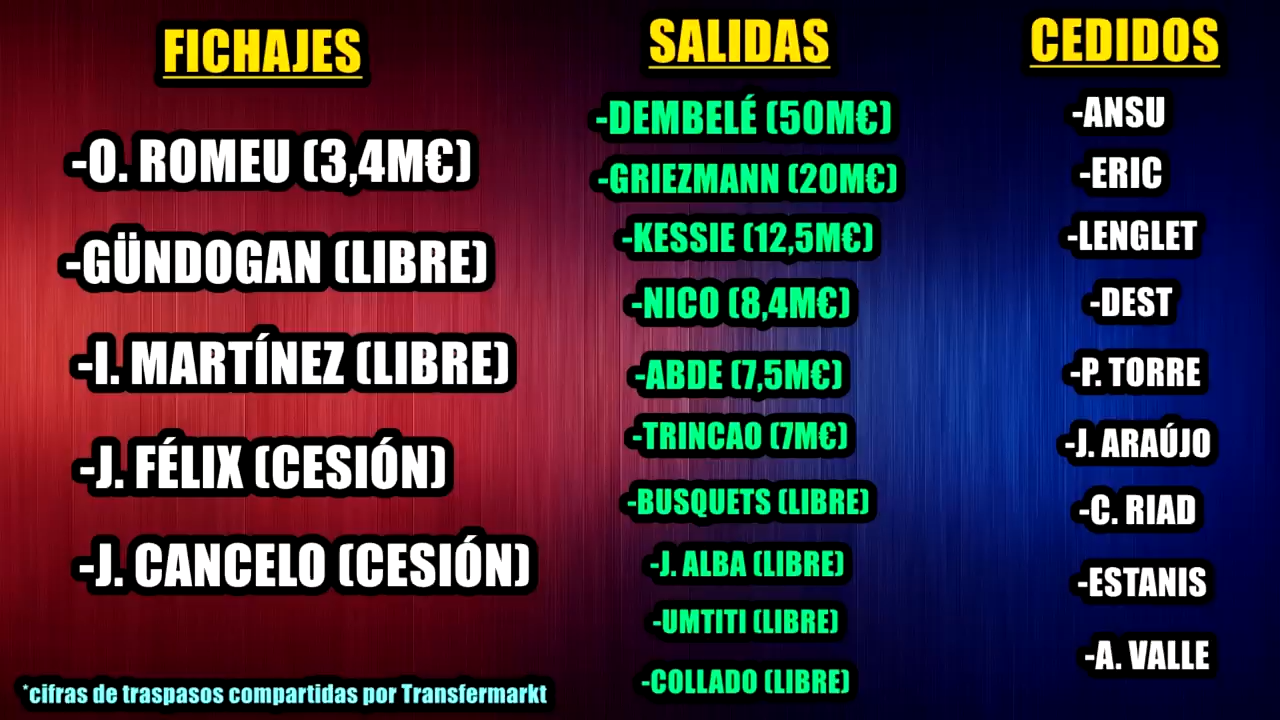 FICHAJES
-O. ROMEU (3,4M€)
-GÜNDOGAN (LIBRE)
-I. MARTÍNEZ (LIBRE)
-J. FÉLIX (CESIÓN)
-J. CANCELO (CESIÓN)
*cifras de traspasos compartidas por Transfermarkt
SALIDAS
-DEMBELÉ (50M€)
-GRIEZMANN (20M€)
-KESSIE (12,5M€)
-NICO (8,4M€)
-ABDE (7,5M€)
-TRINCAO (7M€)
-BUSQUETS (LIBRE)
-J. ALBA (LIBRE)
-UMTITI (LIBRE)
-COLLADO (LIBRE)
CEDIDOS
-ANSU
-ERIC
-LENGLET
-DEST
-P. TORRE
-J. ARAÚJO
-C. RIAD
-ESTANIS
-A. VALLE